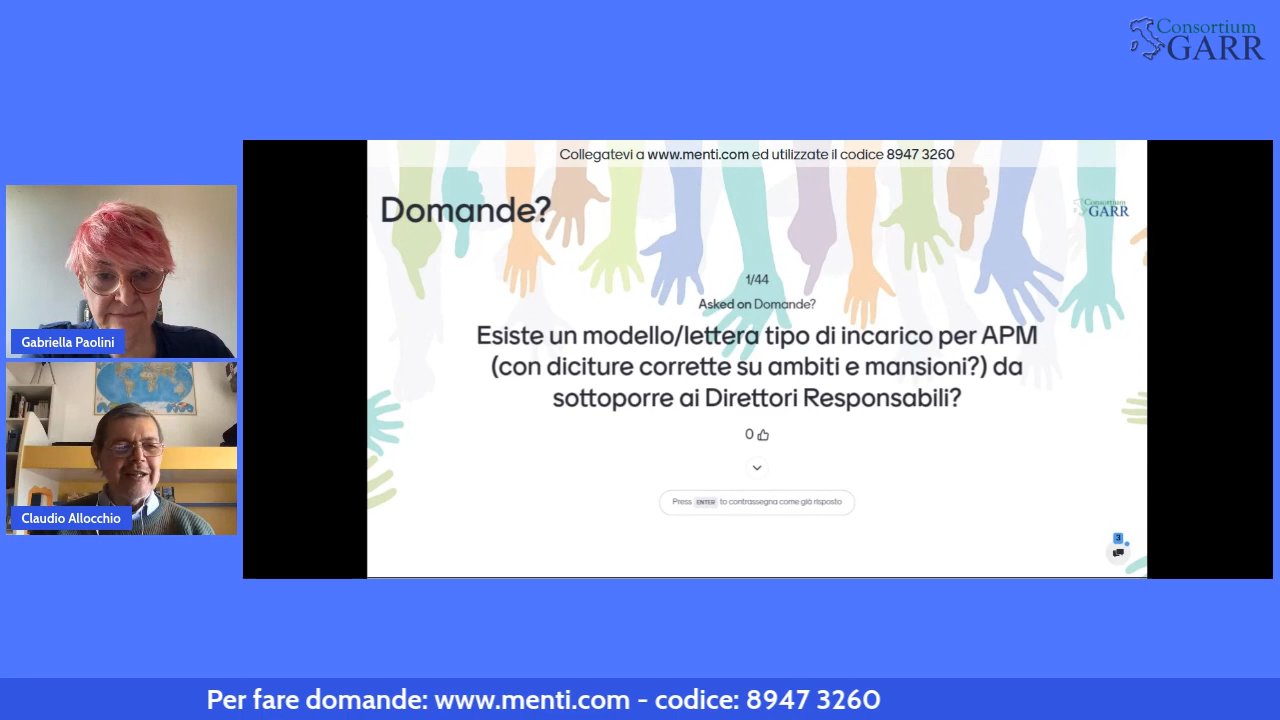 Consortium
GARR
Collegatevi a www.menti.com ed utilizzate il codice 8947 3260
Domande?
Consortium
GARR
1/44
Asked on Domande?
Esiste un modello/lettera tipo di incarico per APM
(con diciture corrette su ambiti e mansioni?) da
sottoporre ai Direttori Responsabili?
0
Press ENTER to contrassegna come già risposto
3
Gabriella Paolini
Claudio Allocchio
Per fare domande: www.menti.com - codice: 8947 3260